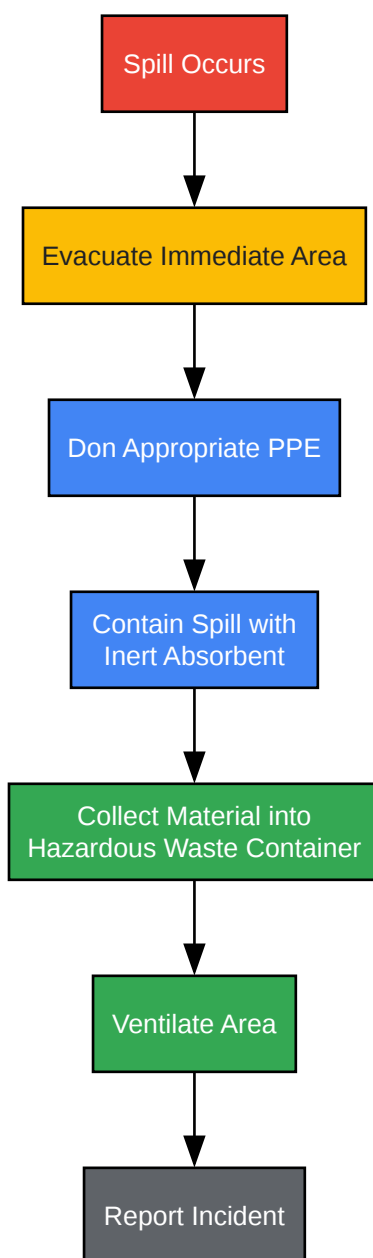 Spill Occurs
Evacuate Immediate Area
Don Appropriate PPE
Contain Spill with
Inert Absorbent
Collect Material into
Hazardous Waste Container
Ventilate Area
Report Incident